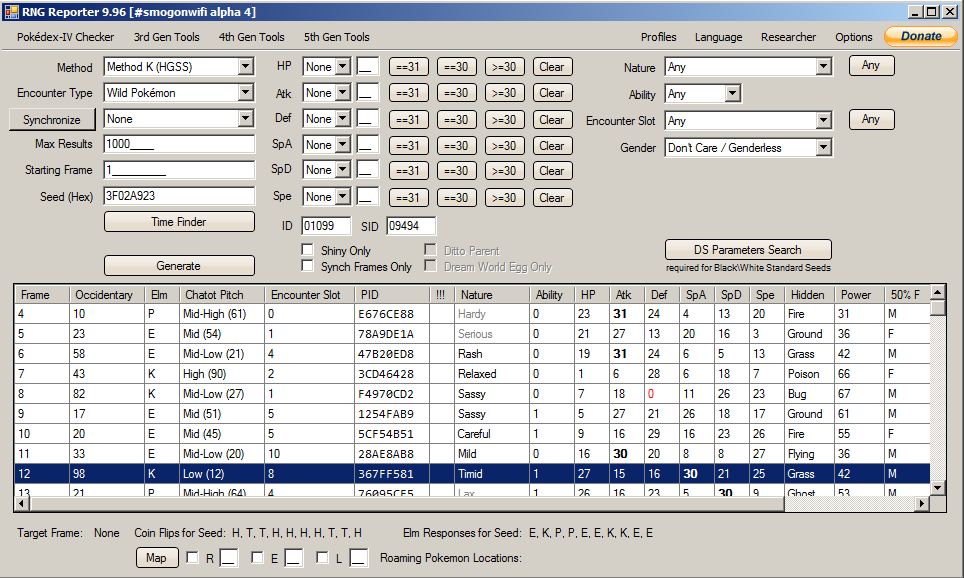 RNG Reporter 9.96 [#smogonwifi alpha 4]
Pokédex-IV Checker 3rd Gen Tools 4th Gen Tools 5th Gen Tools Profiles Language Researcher Options Donate
Method Method K (HGSS) HP None __ ==31 ==30 >=30 Clear Nature Any Any
Encounter Type Wild Pokémon Atk None __ ==31 ==30 >=30 Clear Ability Any
Synchronize None Def None __ ==31 ==30 >=30 Clear Encounter Slot Any Any
Max Results 1000____ SpA None __ ==31 ==30 >=30 Clear Gender Don't Care / Genderless
Starting Frame 1_________ SpD None __ ==31 ==30 >=30 Clear
Seed (Hex) 3F02A923 Spe None __ ==31 ==30 >=30 Clear
Time Finder ID 01099 SID 09494
Shiny Only Ditto Parent DS Parameters Search
Generate Synch Frames Only Dream World Egg Only required for Black\White Standard Seeds
Frame Occidentary Elm Chatot Pitch Encounter Slot PID !!! Nature Ability HP Atk Def SpA SpD Spe Hidden Power 50% F
4 10 P Mid-High (61) 0 E676CE88 Hardy 0 23 31 24 4 13 20 Fire 31 M
5 23 E Mid (54) 1 78A9DE1A Serious 0 21 27 13 20 16 3 Ground 36 F
6 58 E Mid-Low (21) 4 47B20ED8 Rash 0 19 31 24 6 5 13 Grass 42 M
7 43 K High (90) 2 3CD46428 Relaxed 0 1 6 28 6 18 7 Poison 66 F
8 82 K Mid-Low (27) 1 F4970CD2 Sassy 0 7 18 0 11 26 23 Bug 67 M
9 17 E Mid (51) 5 1254FAB9 Sassy 1 5 27 21 26 18 17 Ground 61 M
10 20 E Mid (45) 5 5CF54B51 Careful 1 9 16 29 16 23 26 Fire 55 F
11 33 E Mid-Low (20) 10 28AE8AB8 Mild 0 16 30 20 8 8 27 Flying 36 M
12 98 K Low (12) 8 367FF581 Timid 1 27 15 16 30 21 25 Grass 42 M
13 21 P Mid-High (64) 4 76095CF5 Lax 1 26 16 23 5 30 9 Ghost 53 M
Target Frame: None Coin Flips for Seed: H, T, T, H, H, H, H, T, T, H Elm Responses for Seed: E, K, P, P, E, E, K, K, E, E
Map R __ E __ L __ Roaming Pokemon Locations: